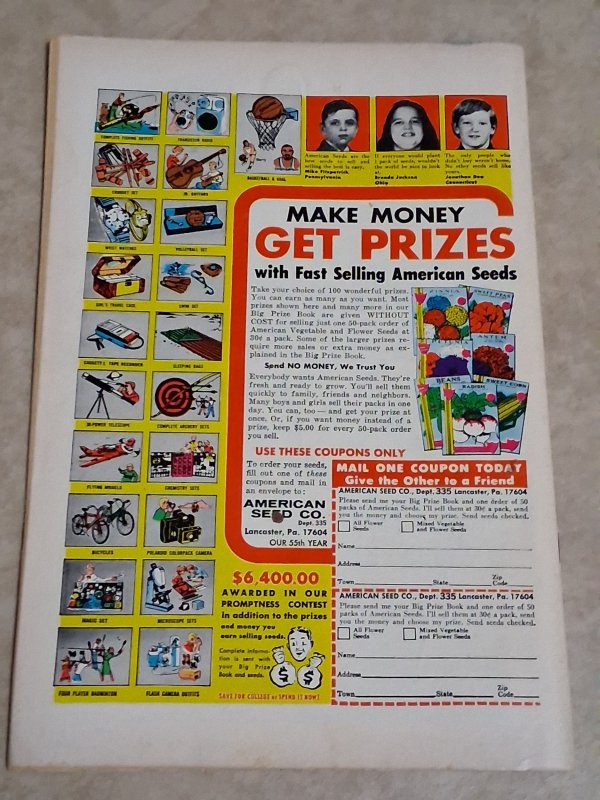 COMPLETE FISHING OUTFITS
TRANSISTOR RADIO
BASKETBALL & GOAL
American Seeds are the
best seeds to sell and
selling the best is easy.
Mike Fitzpatrick
Pennsylvania
If everyone would plant
1 pack of seeds, wouldn't
the world be nice to look
at.
Brenda Jackson
Ohio
The only people who
didn't buy weren't home.
yours.
Jonathan Dow
Connecticut
CROQUET SET
JR. GUITARS
WRIST WATCHES
VOLLEYBALL SET
GIRL'S TRAVEL CASE
SWIM SET
CASSETTE TAPE RECORDER
SLEEPING BAGS
30-POWER TELESCOPE
COMPLETE ARCHERY SETS
FLYING MODELS
CHEMISTRY SETS
BICYCLES
POLAROID COLORPACK CAMERA
MAGIC SET
MICROSCOPE SETS
FOUR PLAYER BADMINTON
FLASH CAMERA OUTFITS
MAKE MONEY
GET PRIZES
with Fast Selling American Seeds
Take your choice of 100 wonderful prizes.
You can earn as many as you want. Most
prizes shown here and many more in our
Big Prize Book are given WITHOUT
COST for selling just one 50-pack order of
American Vegetable and Flower Seeds at
30¢ a pack. Some of the larger prizes re-
quire more sales or extra money as ex-
plained in the Big Prize Book.
Spend NO MONEY, We Trust You
Everybody wants American Seeds. They're
fresh and ready to grow. You'll sell them
quickly to family, friends and neighbors.
Many boys and girls sell their packs in one
day. You can, too — and get your prize at
once. Or, if you want money instead of a
prize, keep $5.00 for every 50-pack order
you sell.
ZINNIA
SWEET PEAS
PETUNIA
BEANS
RADISH
SWEET CORN
USE THESE COUPONS ONLY
To order your seeds,
fill out one of these
coupons and mail in
an envelope to:
AMERICAN
SEED CO.
Dept. 335
Lancaster, Pa. 17604
OUR 55th YEAR
MAIL ONE COUPON TODAY
Give the Other to a Friend
AMERICAN SEED CO., Dept. 335 Lancaster, Pa. 17604
Please send me your Big Prize Book and one order of 50
packs of American Seeds. I'll sell them at 30¢ a pack, send
you the money and choose my prize. Send seeds checked.
All Flower
Seeds
Mixed Vegetable
and Flower Seeds
Name
Address
Town State Zip Code
AMERICAN SEED CO., Dept. 335 Lancaster, Pa. 17604
Please send me your Big Prize Book and one order of 50
packs of American Seeds. I'll sell them at 30¢ a pack, send
you the money and choose my prize. Send seeds checked.
All Flower
Seeds
Mixed Vegetable
and Flower Seeds
Name
Address
Town State Zip Code
$6,400.00
AWARDED IN OUR
PROMPTNESS CONTEST
in addition to the prizes
and money you
earn selling seeds.
Complete informa-
tion is sent with
your Big Prize
Book and seeds.
$ $
SAVE FOR COLLEGE or SPEND IT NOW!